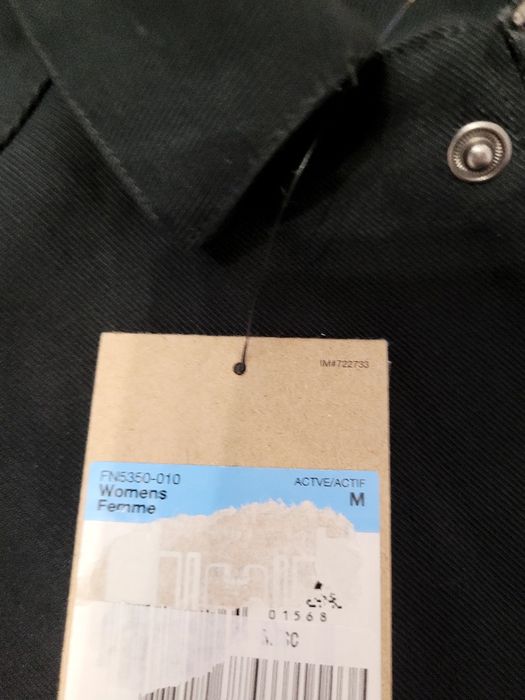 IM#722733
FN5350-010
ACTVE/ACTIF
Womens
M
Femme
01568